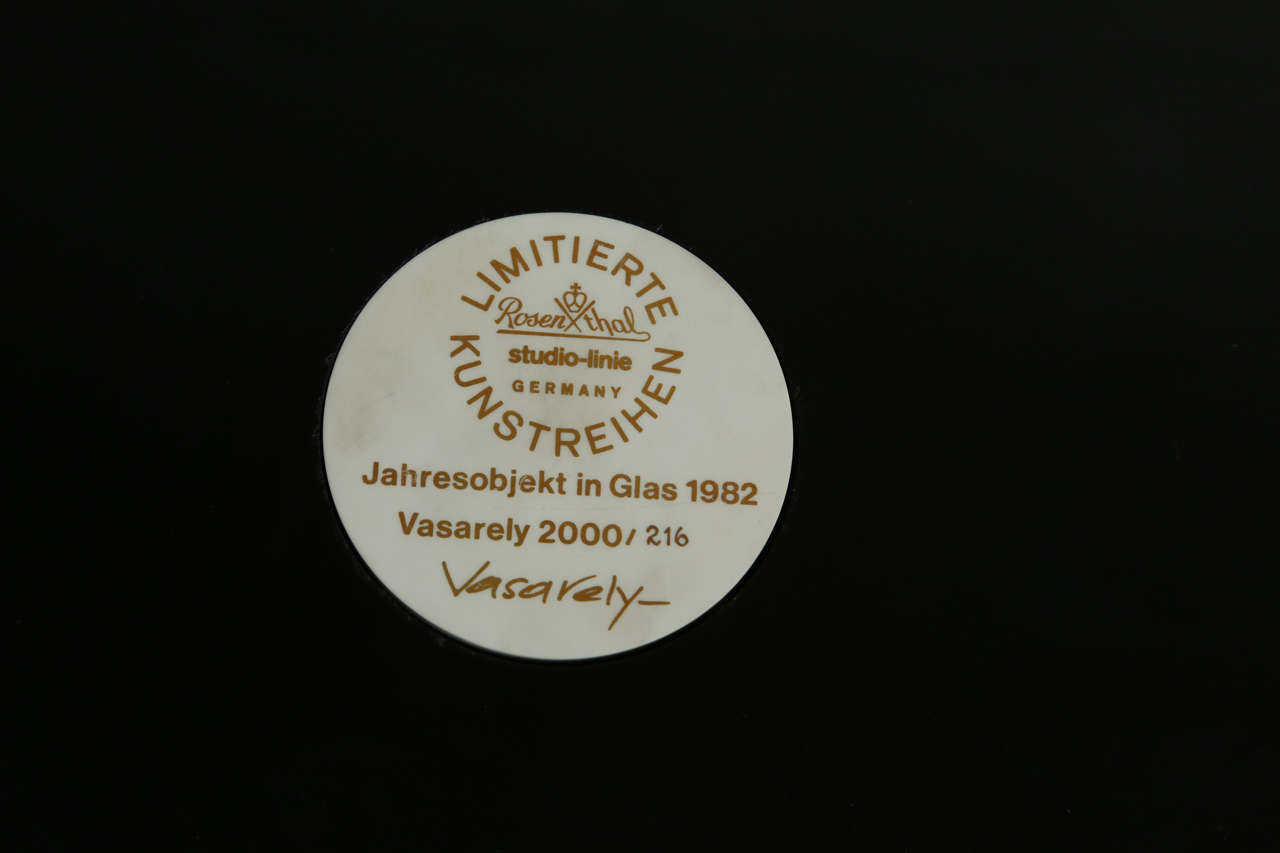 LIMITIERTE
Rosenthal
studio-linie
GERMANY
KUNSTREIHEN
Jahresobjekt in Glas 1982
Vasarely 2000/ 216
Vasarely